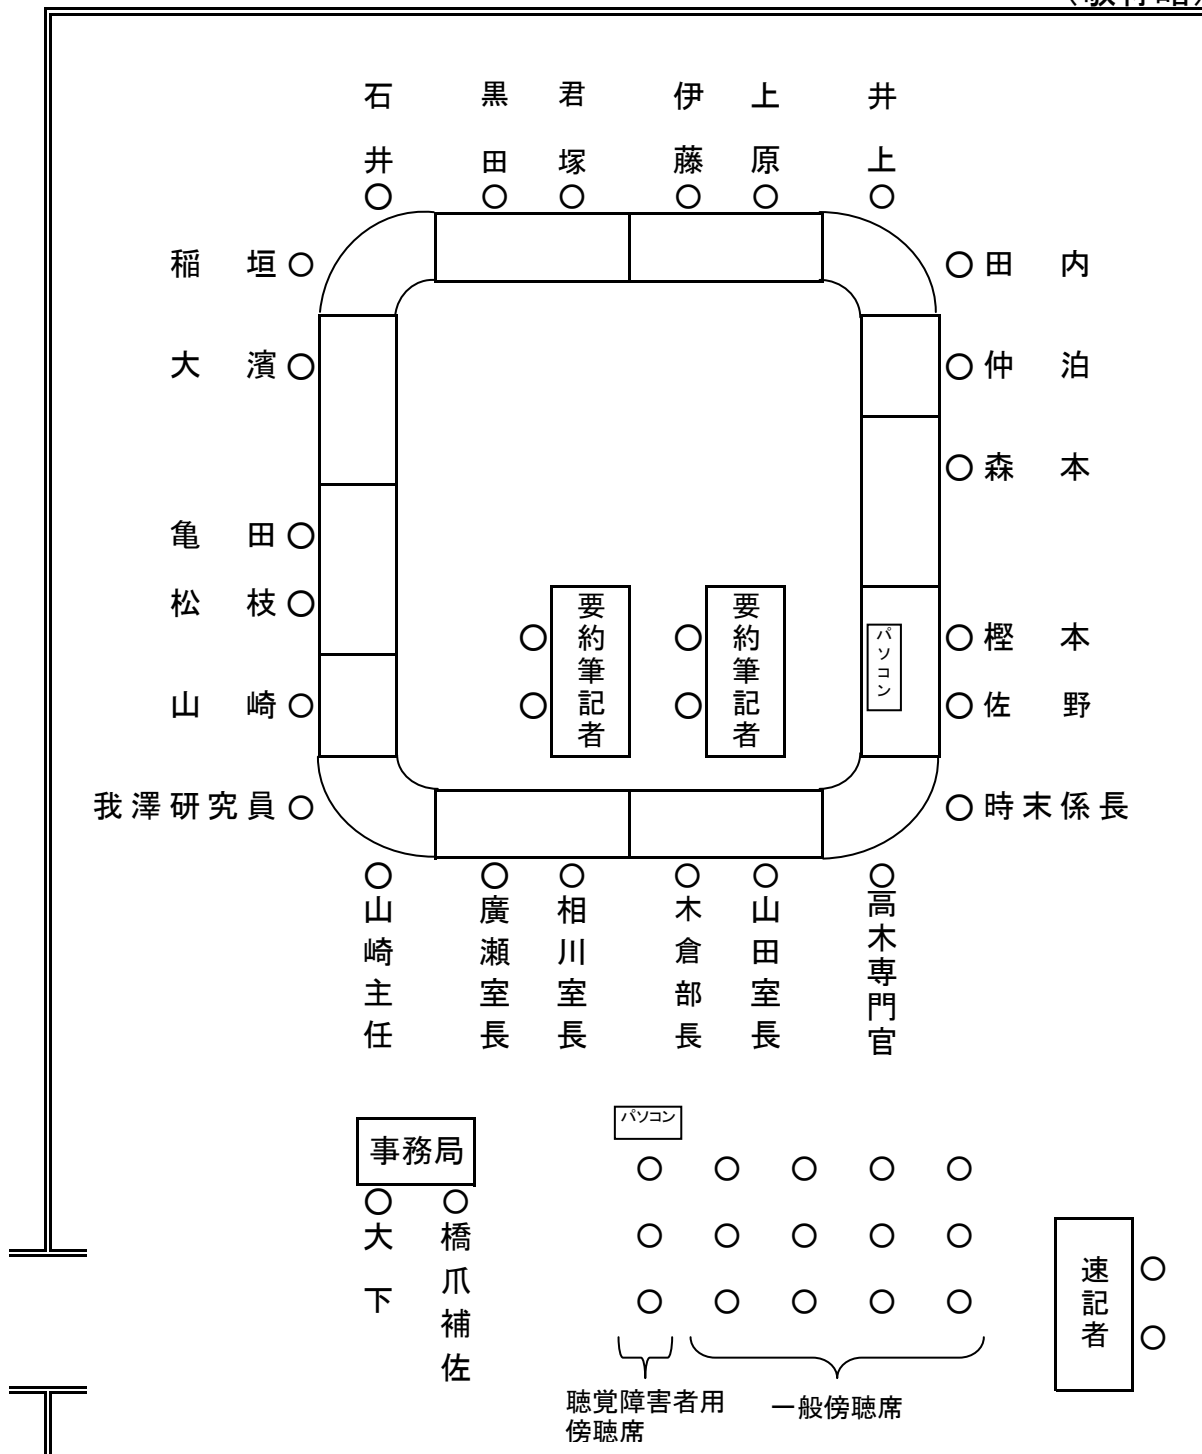 石井
黒田
君塚
伊藤
上原
井上
稲垣
田内
大濱
仲泊
森本
亀田
松枝
要約筆記者
要約筆記者
パソコン
樫本
山崎
佐野
我澤研究員
時末係長
山崎主任
廣瀬室長
相川室長
木倉部長
山田室長
高木専門官
事務局
パソコン
大下
橋爪補佐
速記者
聴覚障害者用
傍聴席
一般傍聴席